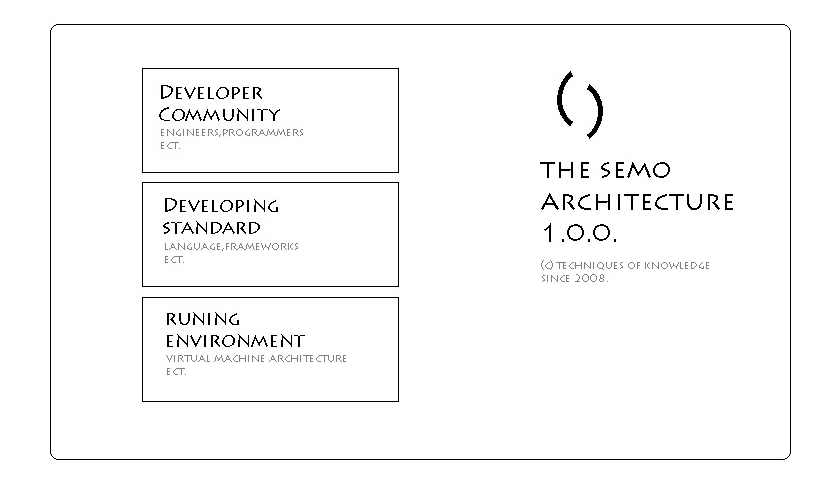 Developer
Community
Engineers,programmers
ect.
Developing
standard
language,frameworks
ect.
runing
environment
virtual machine architecture
ect.
the semo
architecture
1.0.0.
(c) techniques of knowledge
since 2008.